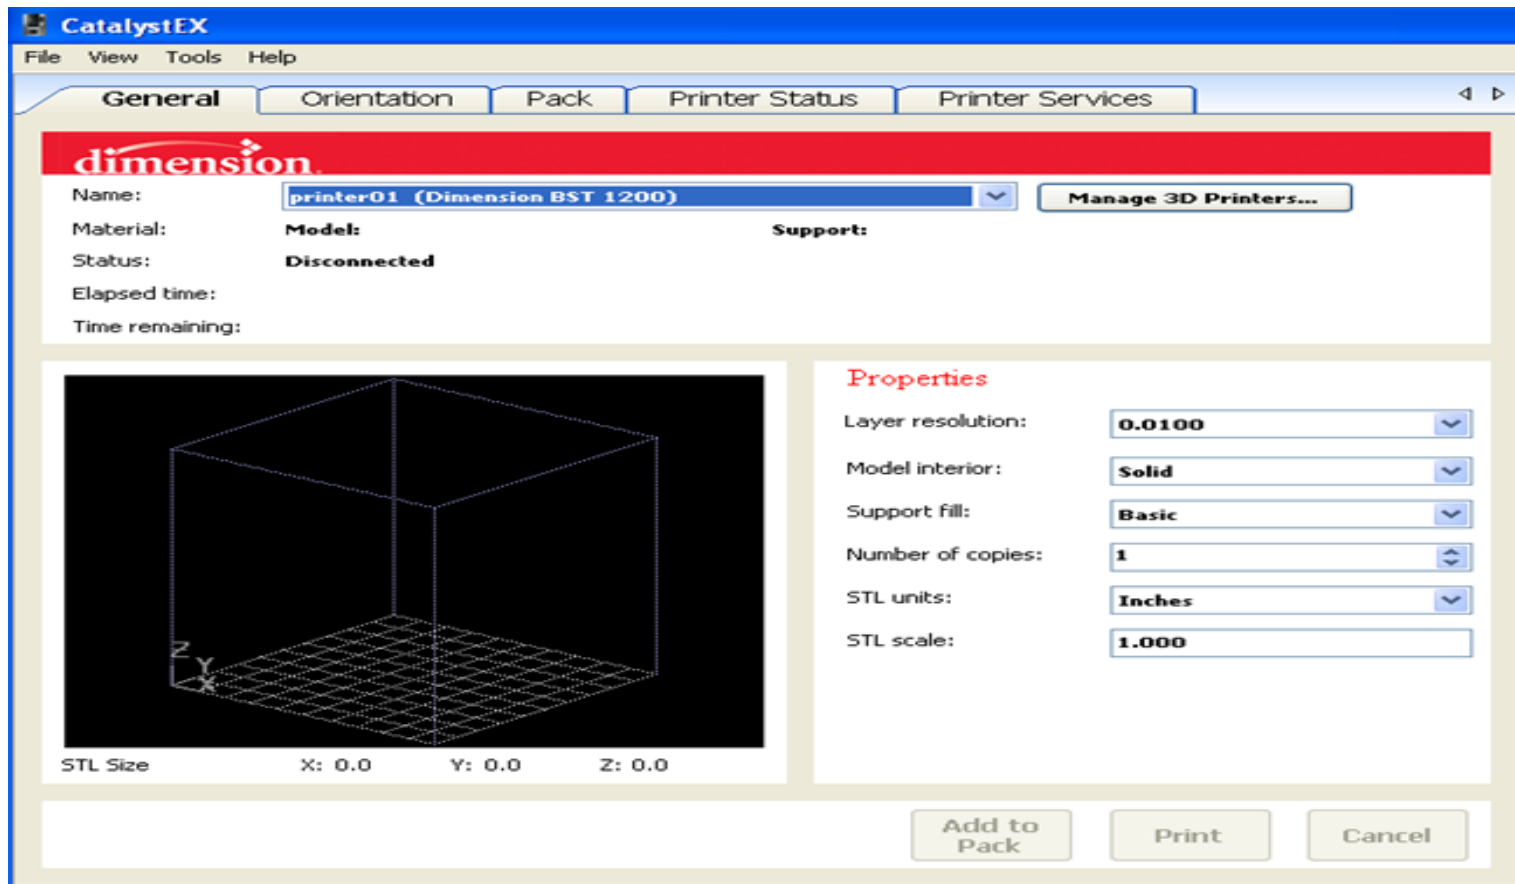 CatalystEX
File View Tools Help
General Orientation Pack Printer Status Printer Services
dimension
Name: printer01 (Dimension BST 1200) Manage 3D Printers...
Material: Model: Support:
Status: Disconnected
Elapsed time:
Time remaining:
Properties
Layer resolution: 0.0100
Model interior: Solid
Support fill: Basic
Number of copies: 1
STL units: Inches
STL scale: 1.000
Z
Y
X
STL Size X: 0.0 Y: 0.0 Z: 0.0
Add to
Pack
Print
Cancel